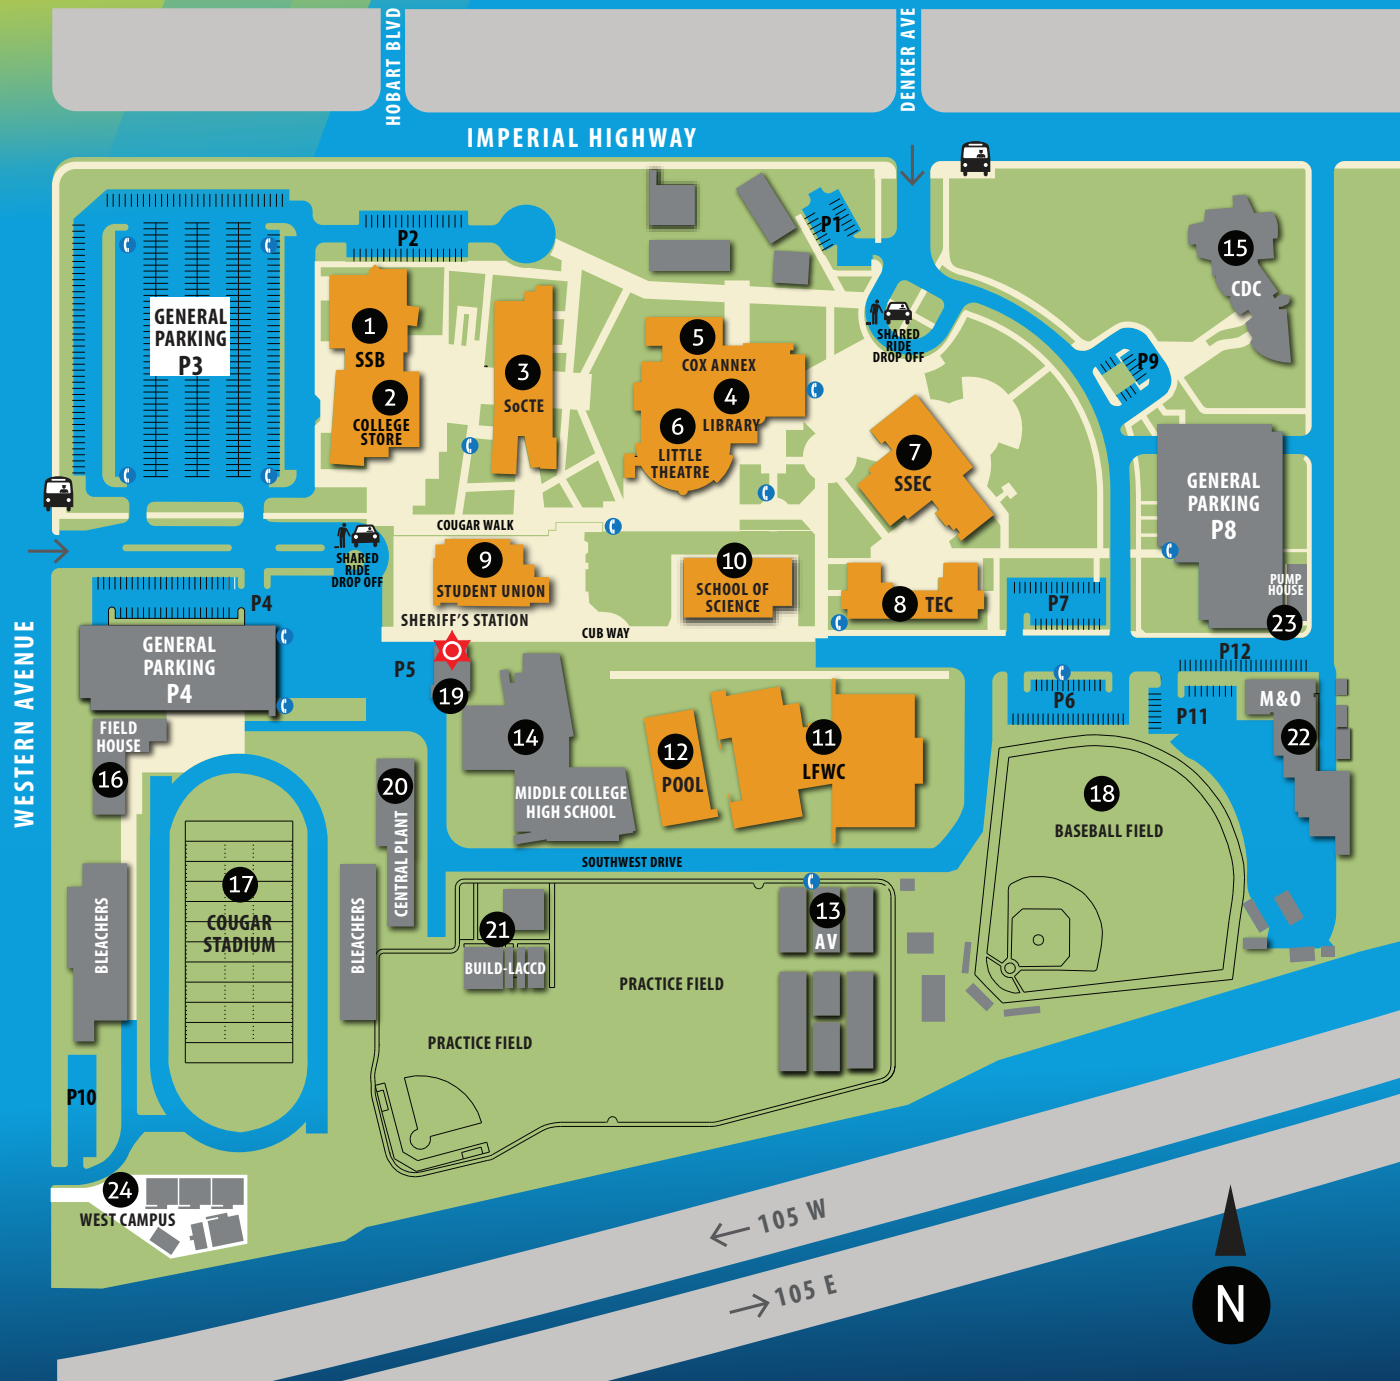 HOBART BLVD
DENKER AVE
IMPERIAL HIGHWAY
P1
P2
15
CDC
GENERAL
PARKING
P3
1
SSB
2
COLLEGE
STORE
3
SoCTE
5
COX ANNEX
4
LIBRARY
6
LITTLE
THEATRE
SHARED
RIDE
DROP OFF
P9
7
SSEC
GENERAL
PARKING
P8
COUGAR WALK
SHARED
RIDE
DROP OFF
9
STUDENT UNION
10
SCHOOL OF
SCIENCE
8
TEC
P7
PUMP
HOUSE
23
P4
SHERIFF'S STATION
CUB WAY
GENERAL
PARKING
P4
P5
19
P12
P6
P11
M&O
22
WESTERN AVENUE
FIELD
HOUSE
16
14
MIDDLE COLLEGE
HIGH SCHOOL
12
POOL
11
LFWC
20
CENTRAL PLANT
18
BASEBALL FIELD
SOUTHWEST DRIVE
BLEACHERS
17
COUGAR
STADIUM
BLEACHERS
21
BUILD-LACCD
13
AV
PRACTICE FIELD
PRACTICE FIELD
P10
24
WEST CAMPUS
105 W
105 E
N